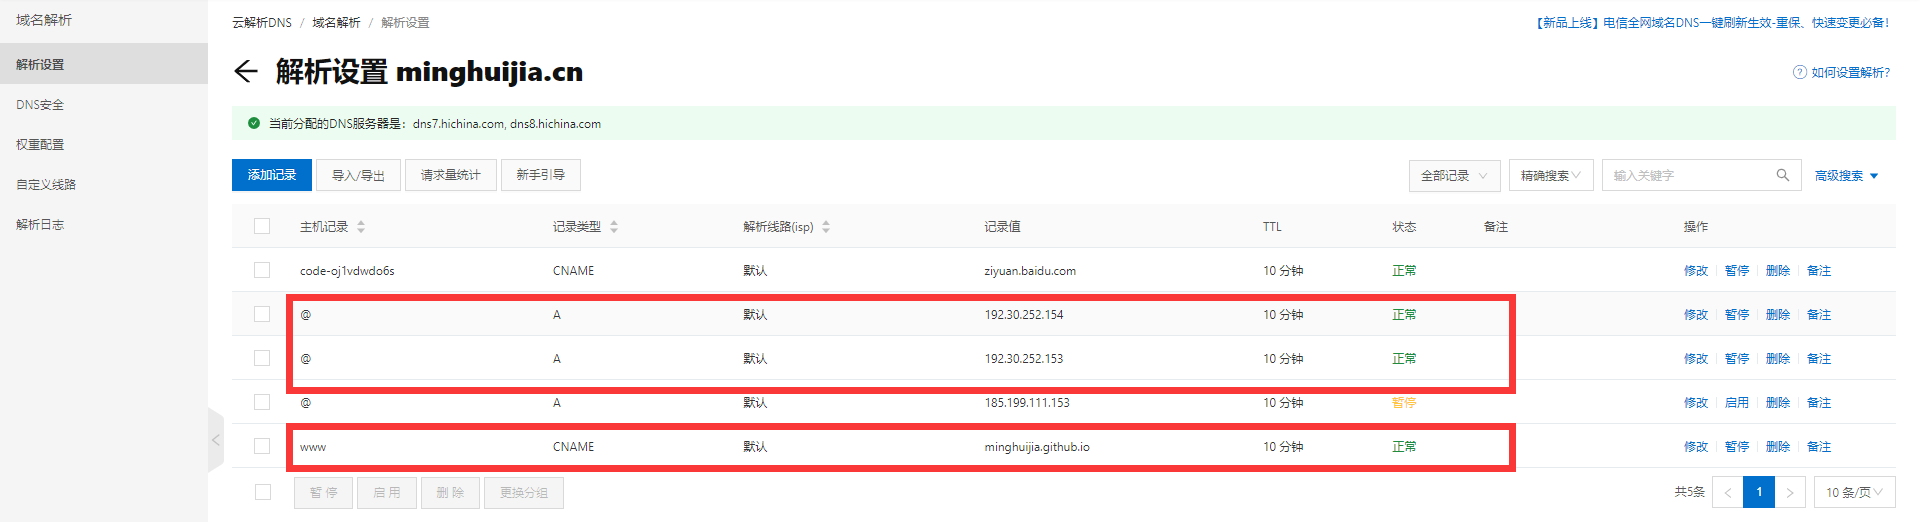 域名解析
解析设置
DNS安全
权重配置
自定义线路
解析日志
云解析DNS / 域名解析 / 解析设置
【新品上线】电信全网域名DNS一键刷新生效-重保、快速变更必备!
解析设置 minghuijia.cn
如何设置解析?
当前分配的DNS服务器是: dns7.hichina.com, dns8.hichina.com
添加记录 导入/导出 请求量统计 新手引导 全部记录 精确搜索 输入关键字 高级搜索
主机记录 记录类型 解析线路(isp) 记录值 TTL 状态 备注 操作
code-oj1vdwdo6s CNAME 默认 ziyuan.baidu.com 10 分钟 正常 修改 暂停 删除 备注
@ A 默认 192.30.252.154 10 分钟 正常 修改 暂停 删除 备注
@ A 默认 192.30.252.153 10 分钟 正常 修改 暂停 删除 备注
@ A 默认 185.199.111.153 10 分钟 暂停 修改 启用 删除 备注
www CNAME 默认 minghuijia.github.io 10 分钟 正常 修改 暂停 删除 备注
暂停 启用 删除 更换分组 共5条 < 1 > 10 条/页